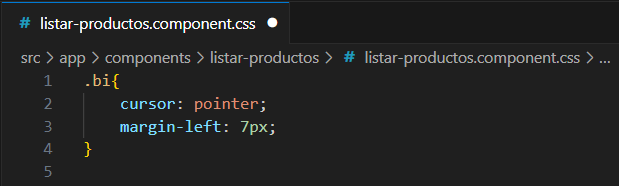 # listar-productos.component.css
src > app > components > listar-productos > # listar-productos.component.css > ...
1 .bi{
2 cursor: pointer;
3 margin-left: 7px;
4 }
5